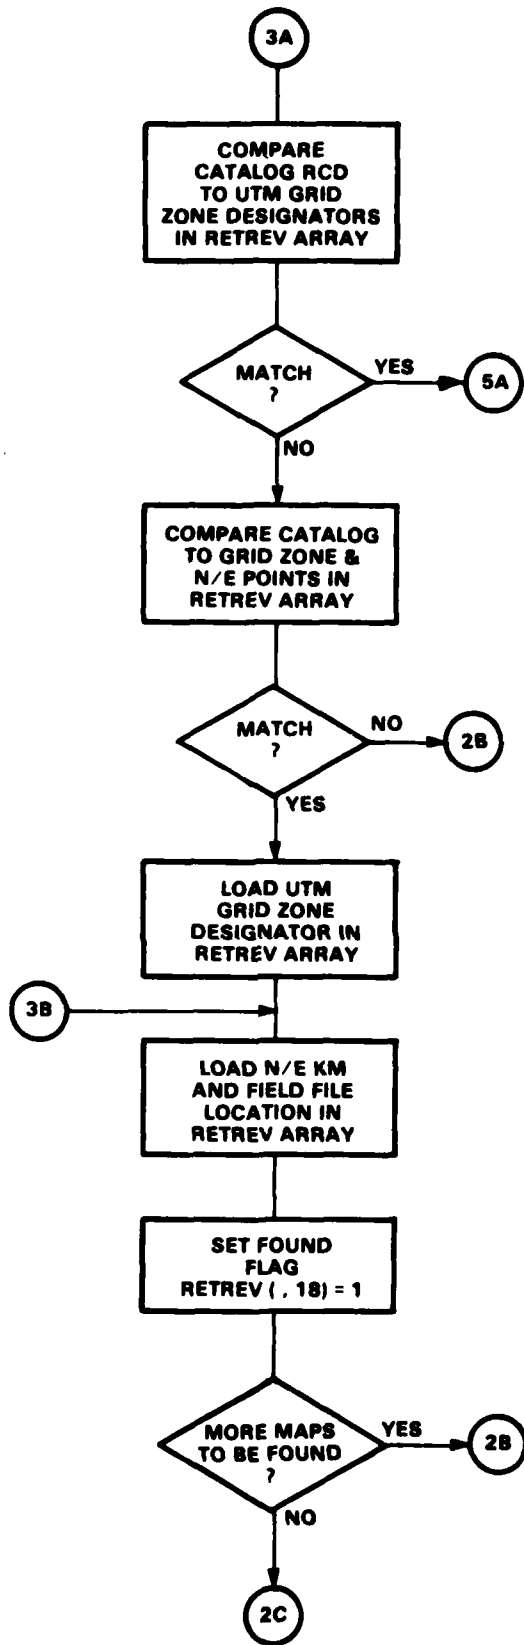 3A
COMPARE
CATALOG RCD
TO UTM GRID
ZONE DESIGNATORS
IN RETREV ARRAY
MATCH
?
YES
5A
NO
COMPARE CATALOG
TO GRID ZONE &
N/E POINTS IN
RETREV ARRAY
MATCH
?
NO
2B
YES
LOAD UTM
GRID ZONE
DESIGNATOR IN
RETREV ARRAY
3B
LOAD N/E KM
AND FIELD FILE
LOCATION IN
RETREV ARRAY
SET FOUND
FLAG
RETREV ( , 18) = 1
MORE MAPS
TO BE FOUND
?
YES
2B
NO
2C